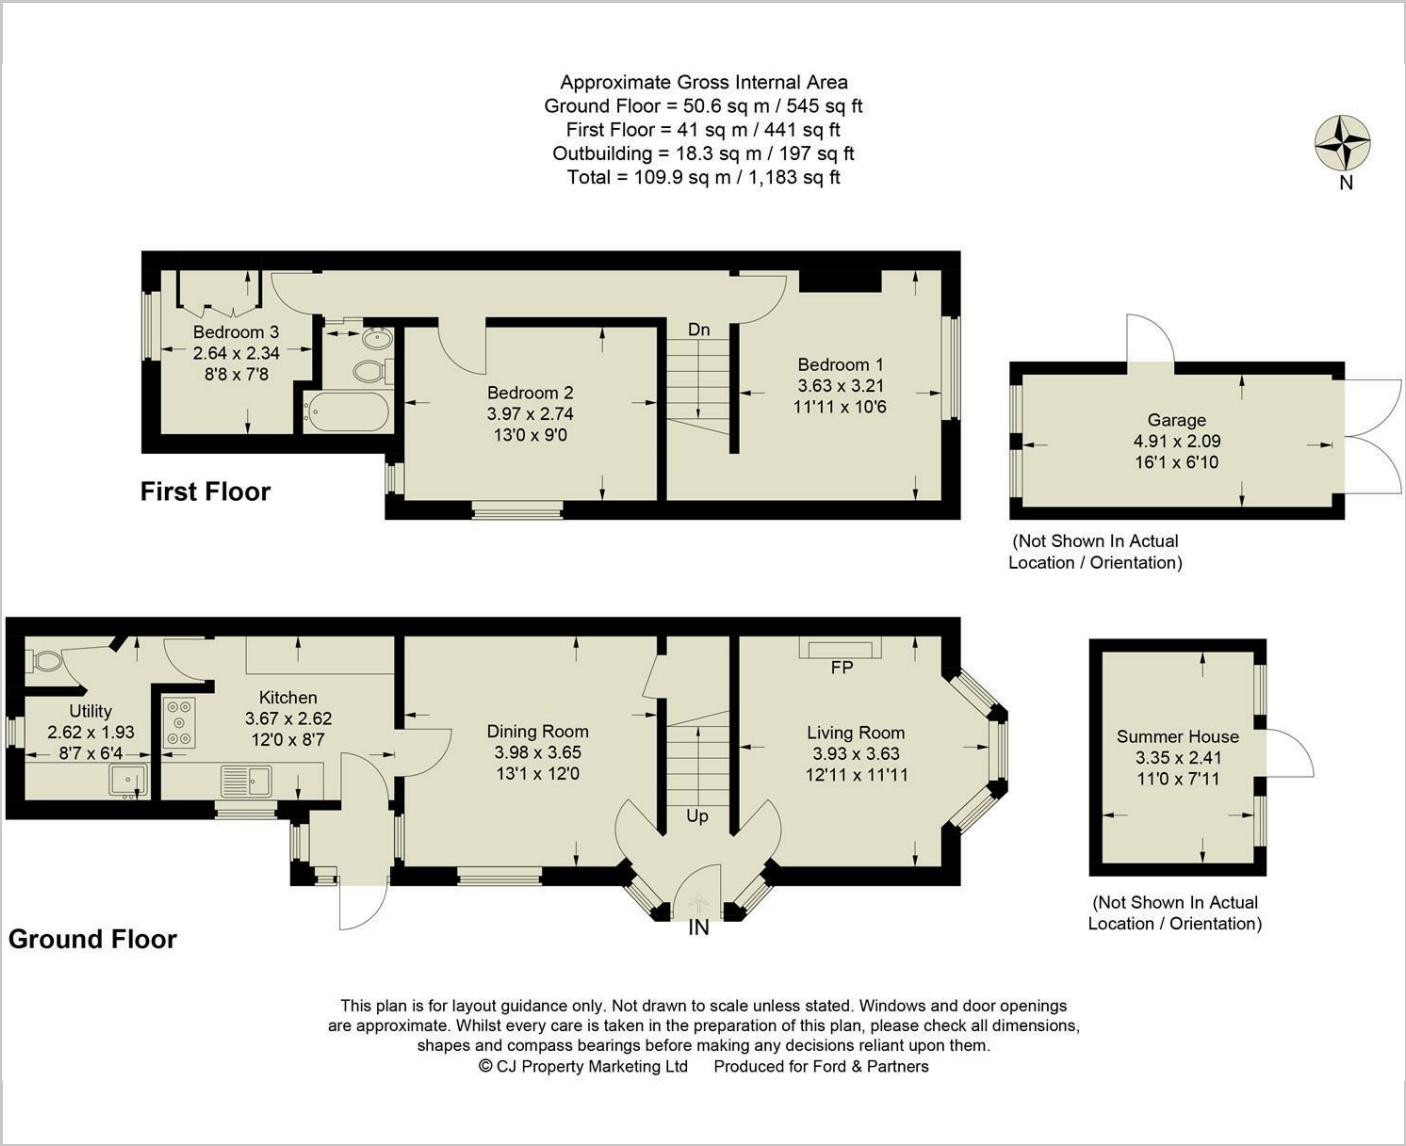 Approximate Gross Internal Area
Ground Floor = 50.6 sq m / 545 sq ft
First Floor = 41 sq m / 441 sq ft
Outbuilding = 18.3 sq m / 197 sq ft
Total = 109.9 sq m / 1,183 sq ft
N
Bedroom 3
2.64 x 2.34
8'8 x 7'8
Bedroom 2
3.97 x 2.74
13'0 x 9'0
Dn
Bedroom 1
3.63 x 3.21
11'11 x 10'6
First Floor
Garage
4.91 x 2.09
16'1 x 6'10
(Not Shown In Actual
Location / Orientation)
Utility
2.62 x 1.93
8'7 x 6'4
Kitchen
3.67 x 2.62
12'0 x 8'7
Dining Room
3.98 x 3.65
13'1 x 12'0
Up
IN
FP
Living Room
3.93 x 3.63
12'11 x 11'11
Ground Floor
Summer House
3.35 x 2.41
11'0 x 7'11
(Not Shown In Actual
Location / Orientation)
This plan is for layout guidance only. Not drawn to scale unless stated. Windows and door openings
are approximate. Whilst every care is taken in the preparation of this plan, please check all dimensions,
shapes and compass bearings before making any decisions reliant upon them.
© CJ Property Marketing Ltd Produced for Ford & Partners